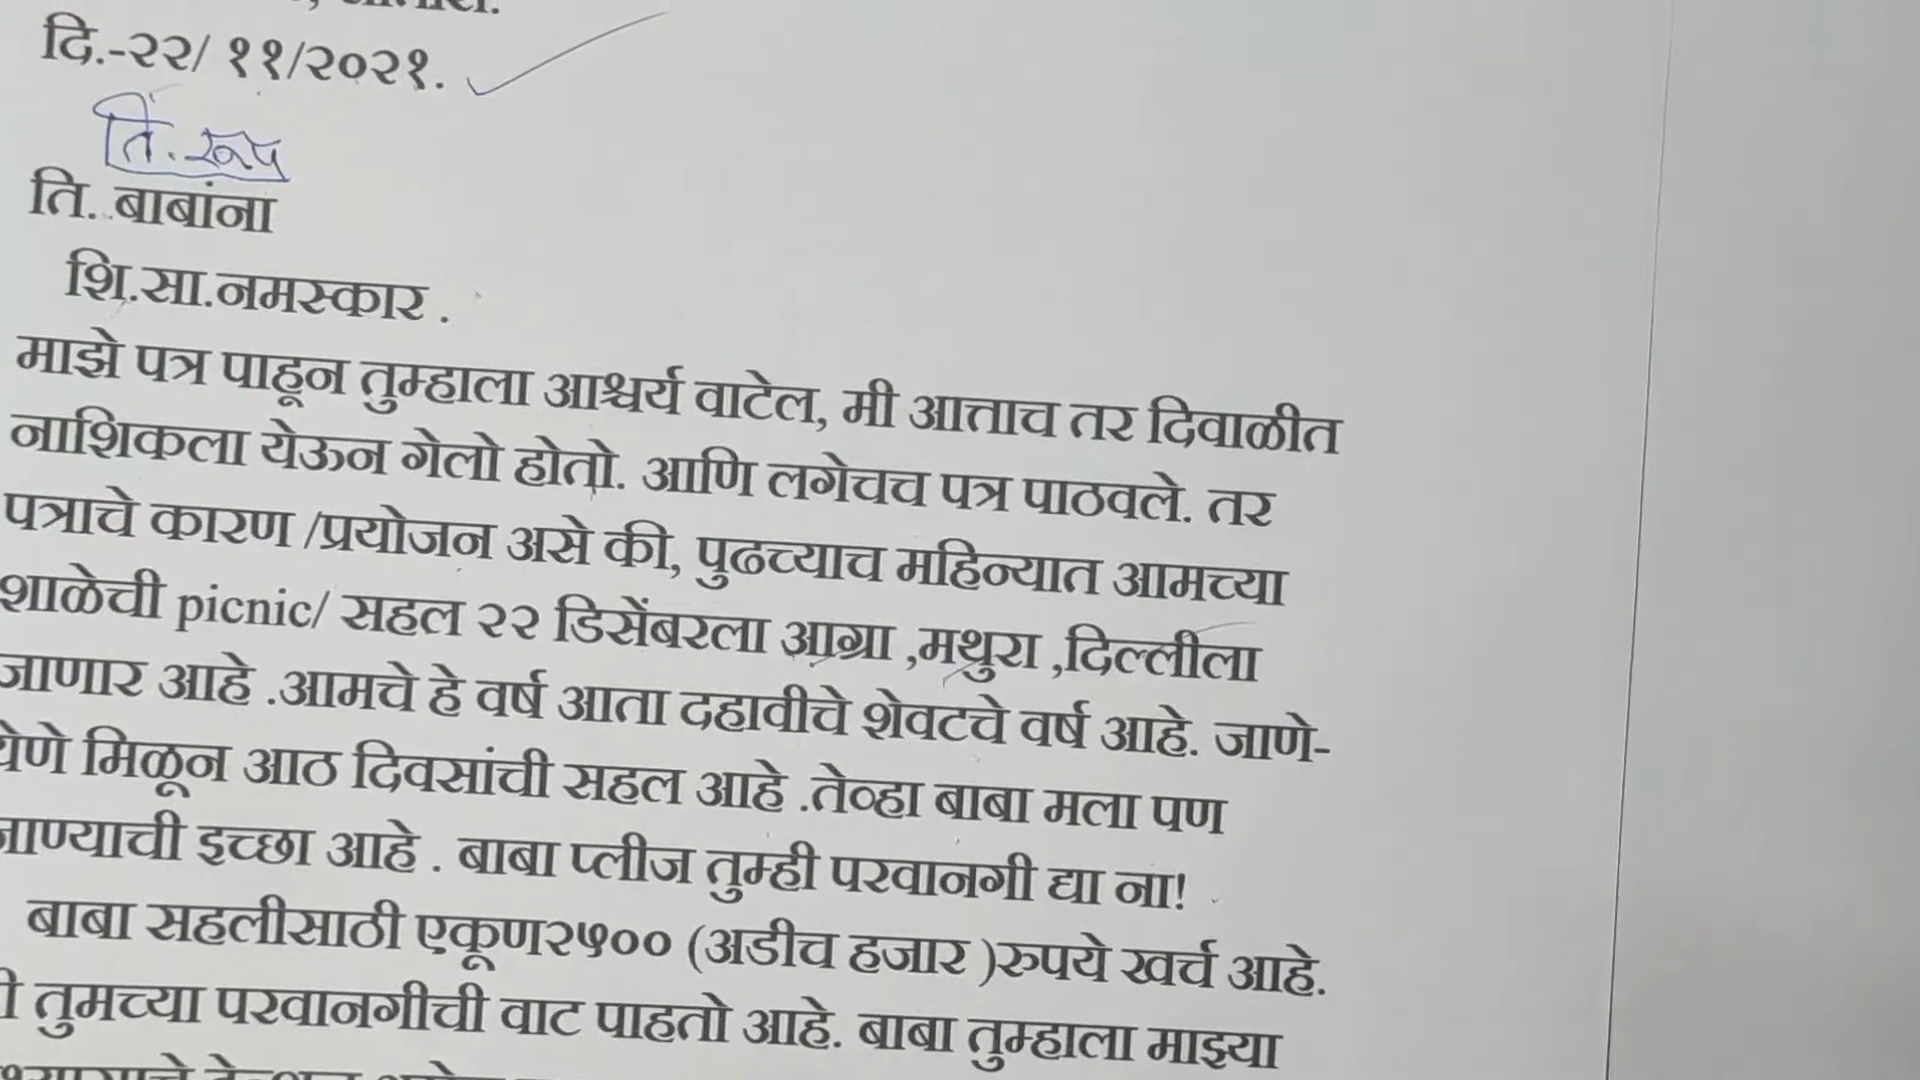 दि.-२२/ ११/२०२१.
ति. रूप
ति. बाबांना
शि.सा.नमस्कार .
माझे पत्र पाहून तुम्हाला आश्चर्य वाटेल, मी आत्ताच तर दिवाळीत
नाशिकला येऊन गेलो होतो. आणि लगेचच पत्र पाठवले. तर
पत्राचे कारण /प्रयोजन असे की, पुढच्याच महिन्यात आमच्या
शाळेची picnic/ सहल २२ डिसेंबरला आग्रा ,मथुरा ,दिल्लीला
जाणार आहे .आमचे हे वर्ष आता दहावीचे शेवटचे वर्ष आहे. जाणे-
येणे मिळून आठ दिवसांची सहल आहे .तेव्हा बाबा मला पण
जाण्याची इच्छा आहे . बाबा प्लीज तुम्ही परवानगी द्या ना!
बाबा सहलीसाठी एकूण२५०० (अडीच हजार )रुपये खर्च आहे.
तुमच्या परवानगीची वाट पाहतो आहे. बाबा तुम्हाला माझ्या